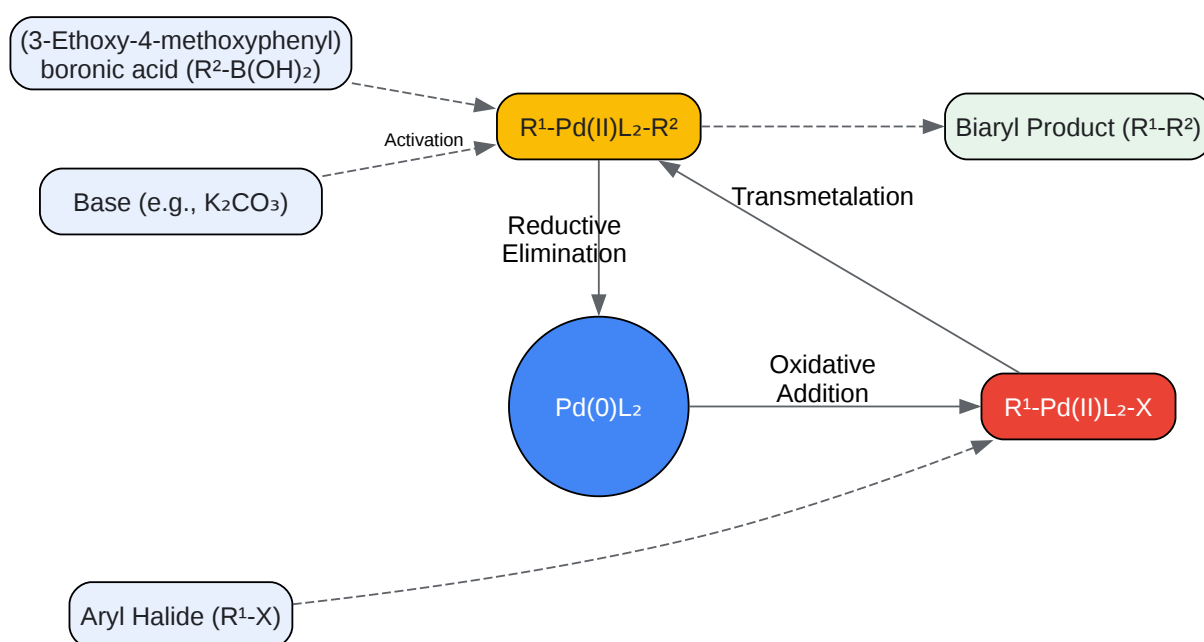 (3-Ethoxy-4-methoxyphenyl)
boronic acid (R²-B(OH)₂)
R¹-Pd(II)L₂-R²
Biaryl Product (R¹-R²)
Activation
Base (e.g., K₂CO₃)
Transmetalation
Reductive
Elimination
Oxidative
Addition
Pd(0)L₂
R¹-Pd(II)L₂-X
Aryl Halide (R¹-X)